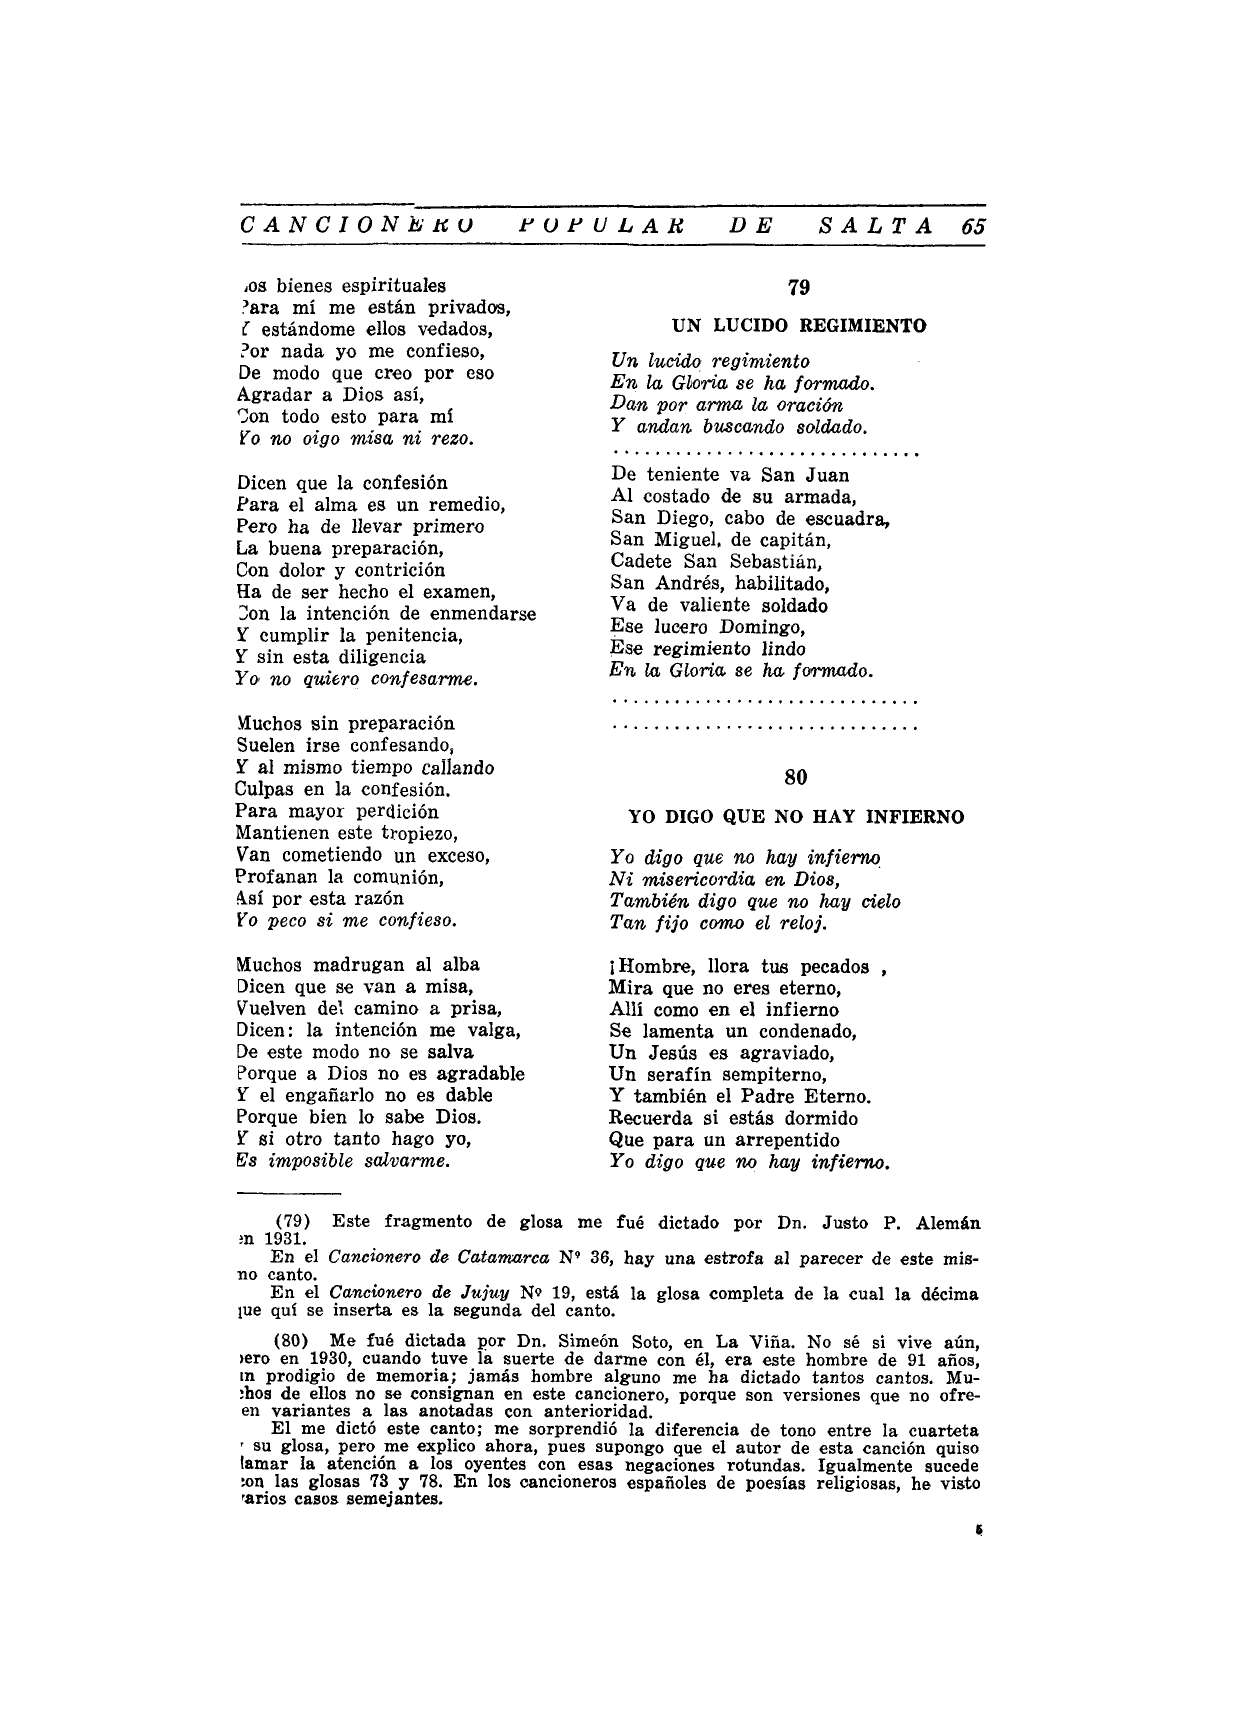 CANCIONERO POPULAR DE SALTA 65
Los bienes espirituales
Para mí me están privados,
Y estándome ellos vedados,
Por nada yo me confieso,
De modo que creo por eso
Agradar a Dios así,
Con todo esto para mí
Yo no oigo misa ni rezo.
Dicen que la confesión
Para el alma es un remedio,
Pero ha de llevar primero
La buena preparación,
Con dolor y contrición
Ha de ser hecho el examen,
Con la intención de enmendarse
Y cumplir la penitencia,
Y sin esta diligencia
Yo no quiero confesarme.
Muchos sin preparación
Suelen irse confesando,
Y al mismo tiempo callando
Culpas en la confesión.
Para mayor perdición
Mantienen este tropiezo,
Van cometiendo un exceso,
Profanan la comunión,
Así por esta razón
Yo peco si me confieso.
Muchos madrugan al alba
Dicen que se van a misa,
Vuelven del camino a prisa,
Dicen: la intención me valga,
De este modo no se salva
Porque a Dios no es agradable
Y el engañarlo no es dable
Porque bien lo sabe Dios.
Y si otro tanto hago yo,
Es imposible salvarme.
79
UN LUCIDO REGIMIENTO
Un lucido regimiento
En la Gloria se ha formado.
Dan por arma la oración
Y andan buscando soldado.
..............................
De teniente va San Juan
Al costado de su armada,
San Diego, cabo de escuadra,
San Miguel, de capitán,
Cadete San Sebastián,
San Andrés, habilitado,
Va de valiente soldado
Ese lucero Domingo,
Ese regimiento lindo
En la Gloria se ha formado.
..............................
..............................
80
YO DIGO QUE NO HAY INFIERNO
Yo digo que no hay infierno
Ni misericordia en Dios,
También digo que no hay cielo
Tan fijo como el reloj.
¡Hombre, llora tus pecados ,
Mira que no eres eterno,
Allí como en el infierno
Se lamenta un condenado,
Un Jesús es agraviado,
Un serafín sempiterno,
Y también el Padre Eterno.
Recuerda si estás dormido
Que para un arrepentido
Yo digo que no hay infierno.
(79) Este fragmento de glosa me fué dictado por Dn. Justo P. Alemán
en 1931.
En el Cancionero de Catamarca Nº 36, hay una estrofa al parecer de este mis-
mo canto.
En el Cancionero de Jujuy Nº 19, está la glosa completa de la cual la décima
que quí se inserta es la segunda del canto.
(80) Me fué dictada por Dn. Simeón Soto, en La Viña. No sé si vive aún,
pero en 1930, cuando tuve la suerte de darme con él, era este hombre de 91 años,
un prodigio de memoria; jamás hombre alguno me ha dictado tantos cantos. Mu-
chos de ellos no se consignan en este cancionero, porque son versiones que no ofre-
cen variantes a las anotadas con anterioridad.
El me dictó este canto; me sorprendió la diferencia de tono entre la cuarteta
y su glosa, pero me explico ahora, pues supongo que el autor de esta canción quiso
llamar la atención a los oyentes con esas negaciones rotundas. Igualmente sucede
con las glosas 73 y 78. En los cancioneros españoles de poesías religiosas, he visto
varios casos semejantes.
5